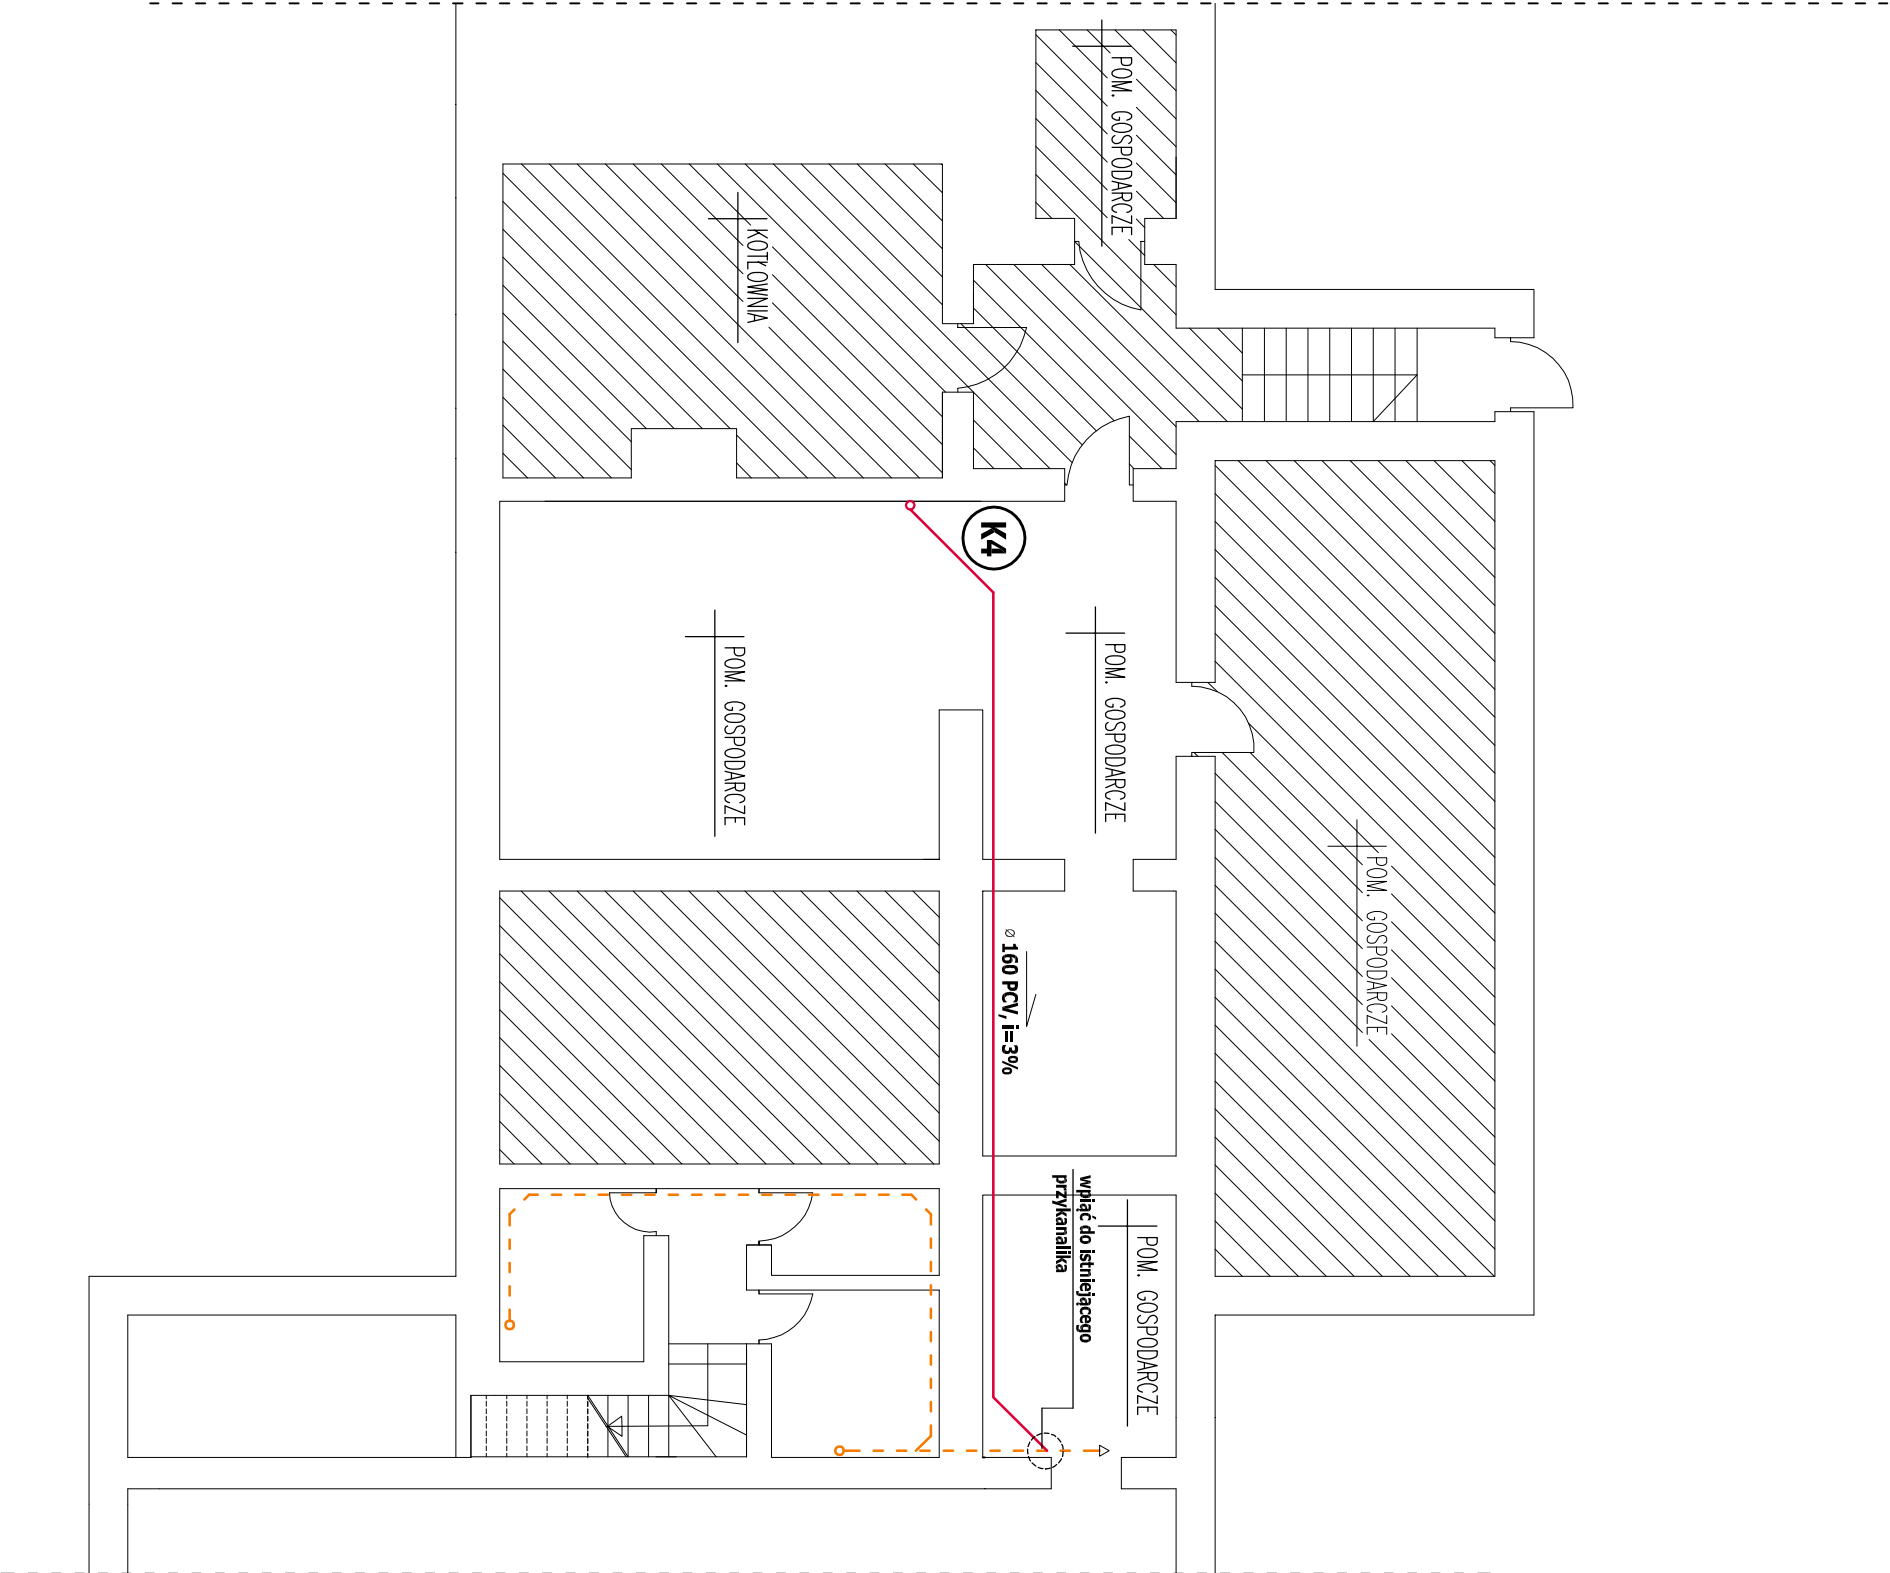 POM. GOSPODARCZE
KOTŁOWNIA
K4
POM. GOSPODARCZE
POM. GOSPODARCZE
POM. GOSPODARCZE
⌀ 160 PCV, i=3%
wpiąć do istniejącego
przykanalika
POM. GOSPODARCZE